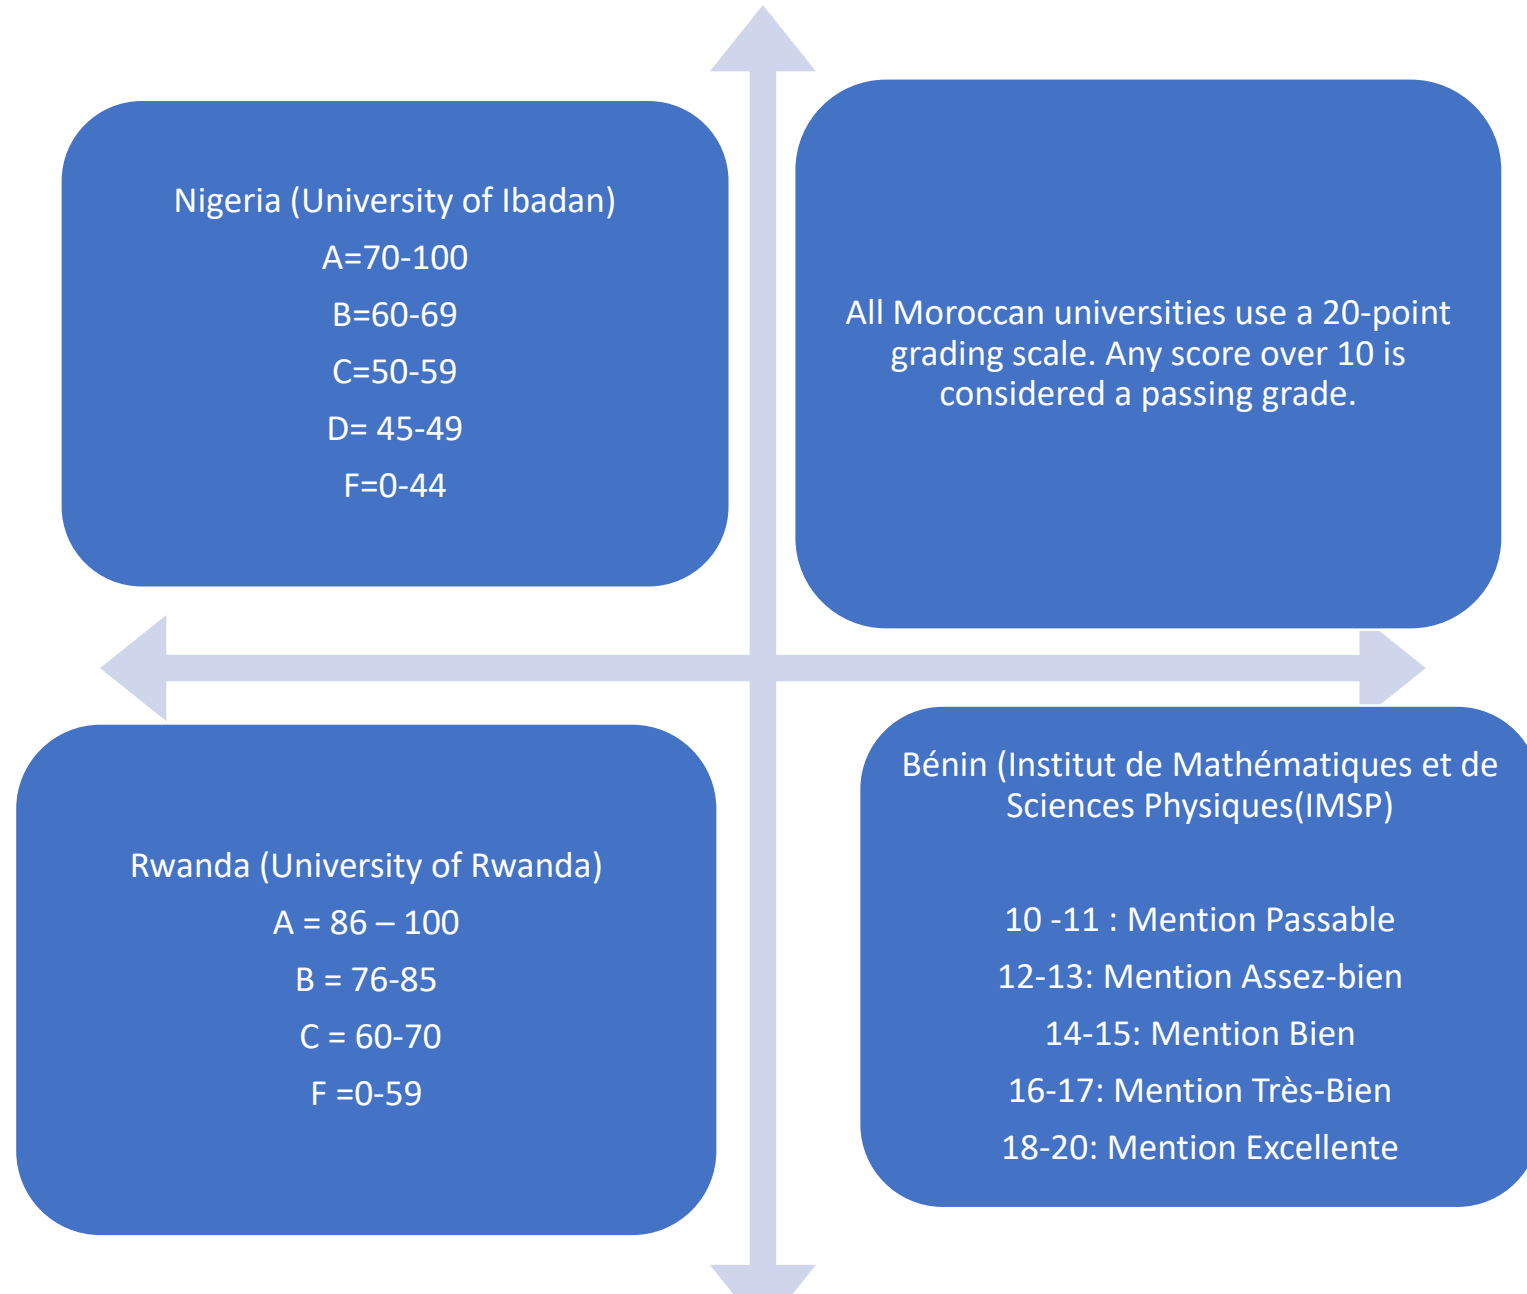 Nigeria (University of Ibadan)
A=70-100
B=60-69
C=50-59
D= 45-49
F=0-44
All Moroccan universities use a 20-point
grading scale. Any score over 10 is
considered a passing grade.
Rwanda (University of Rwanda)
A = 86 – 100
B = 76-85
C = 60-70
F =0-59
Bénin (Institut de Mathématiques et de
Sciences Physiques(IMSP)
10 -11 : Mention Passable
12-13: Mention Assez-bien
14-15: Mention Bien
16-17: Mention Très-Bien
18-20: Mention Excellente